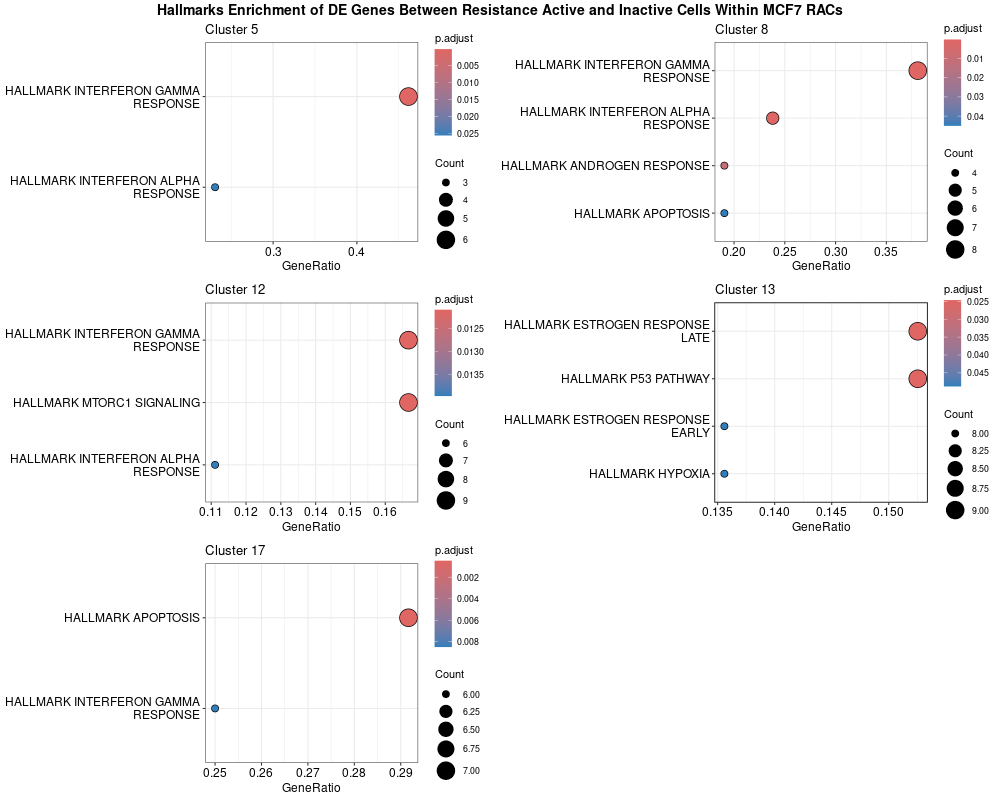 Hallmarks Enrichment of DE Genes Between Resistance Active and Inactive Cells Within MCF7 RACs
Cluster 5
HALLMARK INTERFERON GAMMA
RESPONSE
HALLMARK INTERFERON ALPHA
RESPONSE
0.3 0.4
GeneRatio
p.adjust
0.005
0.010
0.015
0.020
0.025
Count
3
4
5
6
Cluster 8
HALLMARK INTERFERON GAMMA
RESPONSE
HALLMARK INTERFERON ALPHA
RESPONSE
HALLMARK ANDROGEN RESPONSE
HALLMARK APOPTOSIS
0.20 0.25 0.30 0.35
GeneRatio
p.adjust
0.01
0.02
0.03
0.04
Count
4
5
6
7
8
Cluster 12
HALLMARK INTERFERON GAMMA
RESPONSE
HALLMARK MTORC1 SIGNALING
HALLMARK INTERFERON ALPHA
RESPONSE
0.11 0.12 0.13 0.14 0.15 0.16
GeneRatio
p.adjust
0.0125
0.0130
0.0135
Count
6
7
8
9
Cluster 13
HALLMARK ESTROGEN RESPONSE
LATE
HALLMARK P53 PATHWAY
HALLMARK ESTROGEN RESPONSE
EARLY
HALLMARK HYPOXIA
0.135 0.140 0.145 0.150
GeneRatio
p.adjust
0.025
0.030
0.035
0.040
0.045
Count
8.00
8.25
8.50
8.75
9.00
Cluster 17
HALLMARK APOPTOSIS
HALLMARK INTERFERON GAMMA
RESPONSE
0.25 0.26 0.27 0.28 0.29
GeneRatio
p.adjust
0.002
0.004
0.006
0.008
Count
6.00
6.25
6.50
6.75
7.00